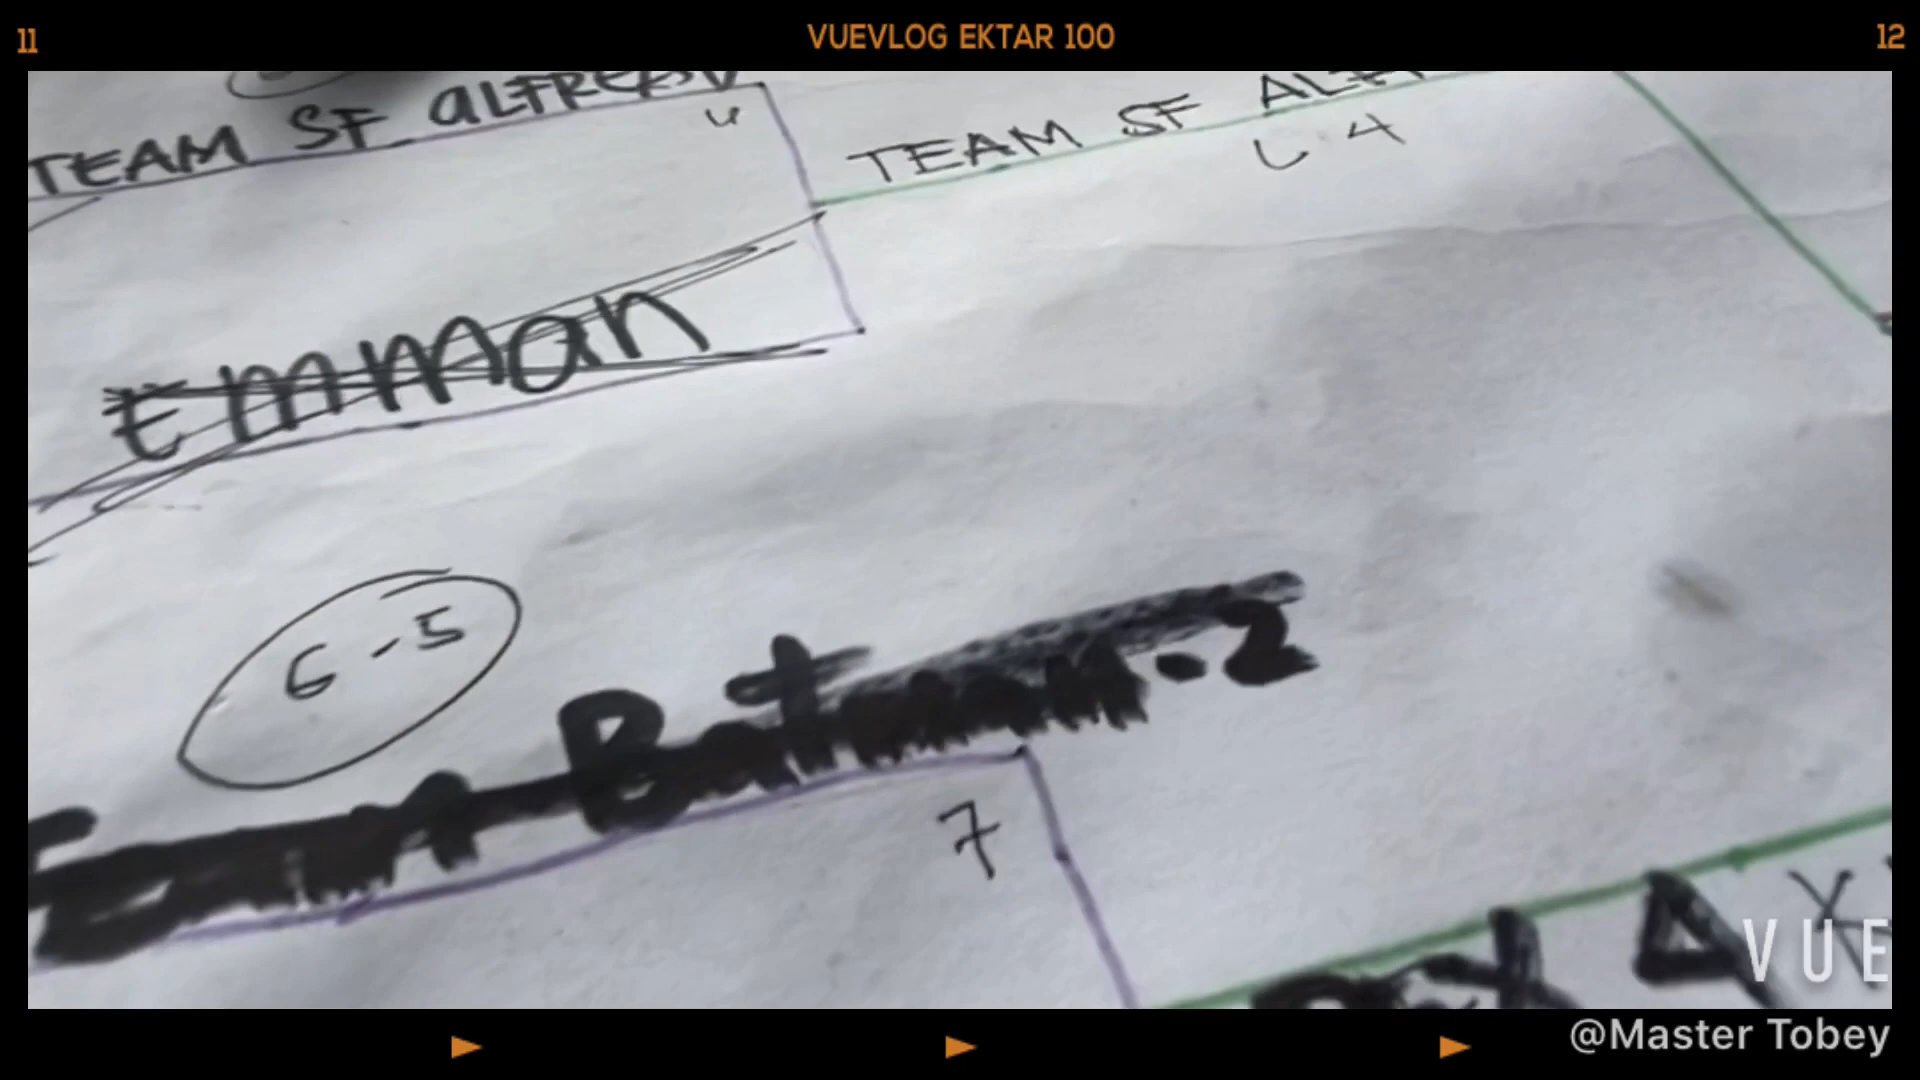 11 VUEVLOG EKTAR 100 12
TEAM SF ALFREDO
TEAM SF
L 4
Emman
6-5
Batman-2
7
VUE
@Master Tobey